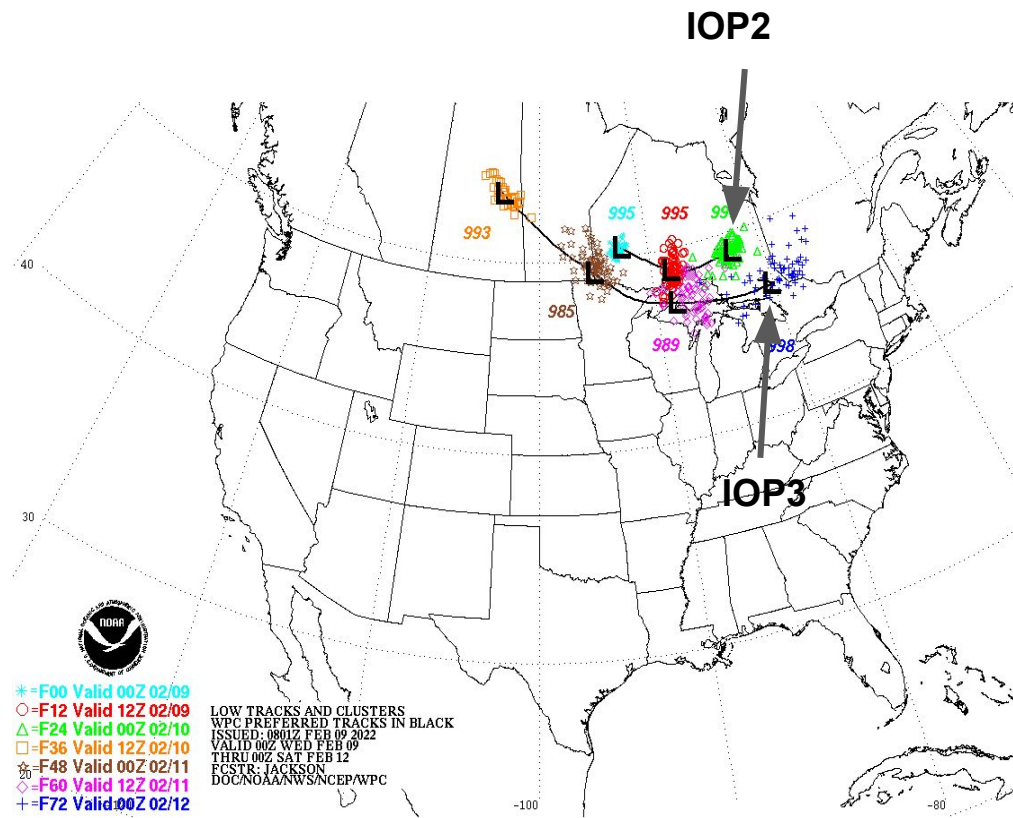 IOP2
995
995
99
993
40
985
989
998
IOP3
30
NOAA
✳=F00 Valid 00Z 02/09
○=F12 Valid 12Z 02/09
△=F24 Valid 00Z 02/10
□=F36 Valid 12Z 02/10
☆=F48 Valid 00Z 02/11
◇=F60 Valid 12Z 02/11
+=F72 Valid 00Z 02/12
LOW TRACKS AND CLUSTERS
WPC PREFERRED TRACKS IN BLACK
ISSUED: 0801Z FEB 09 2022
VALID 00Z WED FEB 09
THRU 00Z SAT FEB 12
FCSTR: JACKSON
DOC/NOAA/NWS/NCEP/WPC
20
-100
-80
L
L
L
L
L
L
L